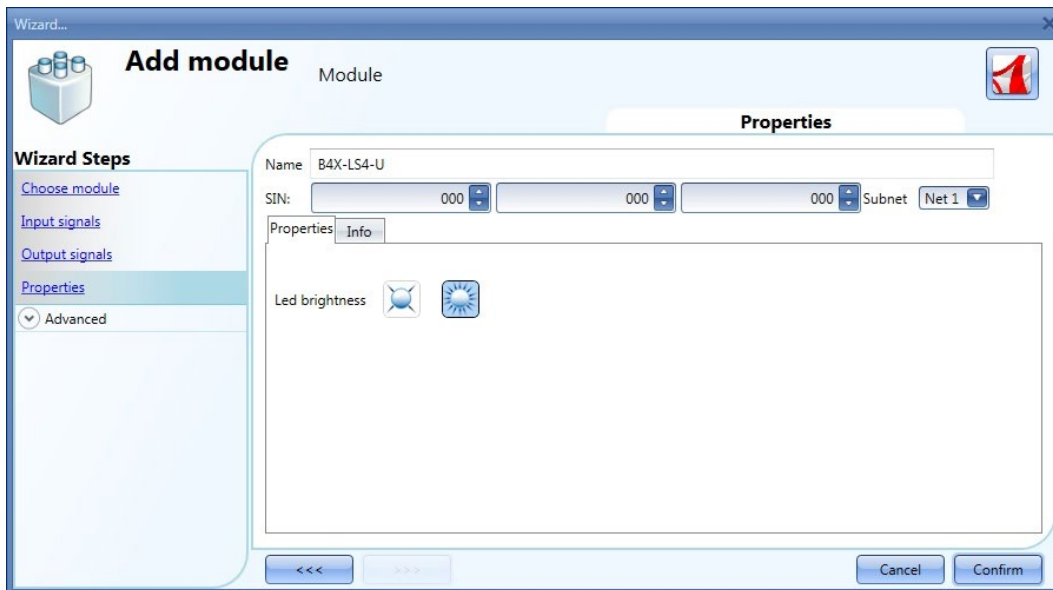 Wizard...
Add module
Module
Properties
Wizard Steps
Choose module
Input signals
Output signals
Properties
Advanced
Name B4X-LS4-U
SIN: 000 000 000 Subnet Net 1
Properties Info
Led brightness
<<< >>> Cancel Confirm